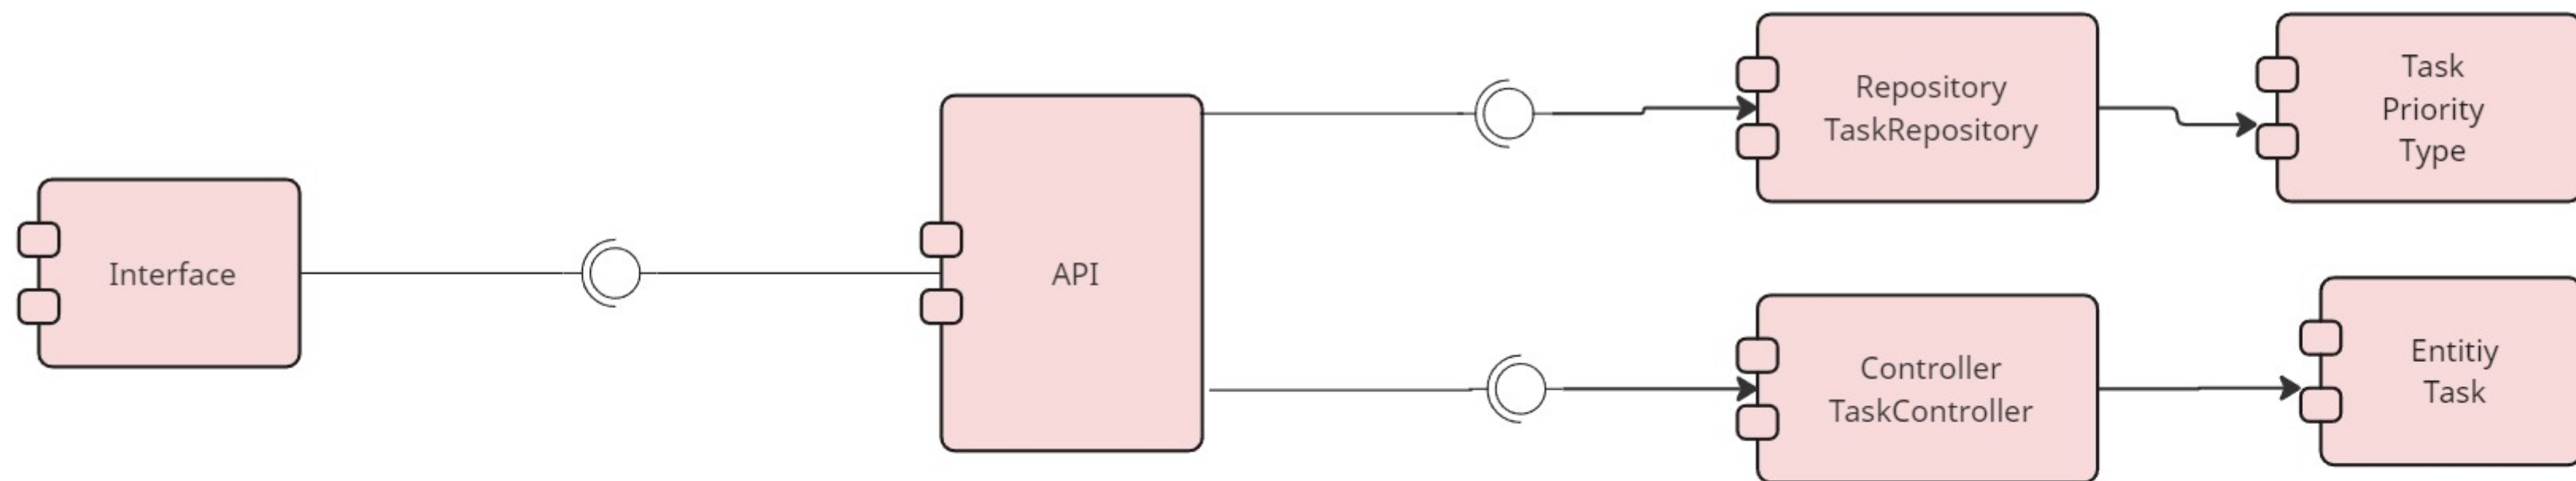 Interface
API
Repository
TaskRepository
Task
Priority
Type
Controller
TaskController
Entitiy
Task